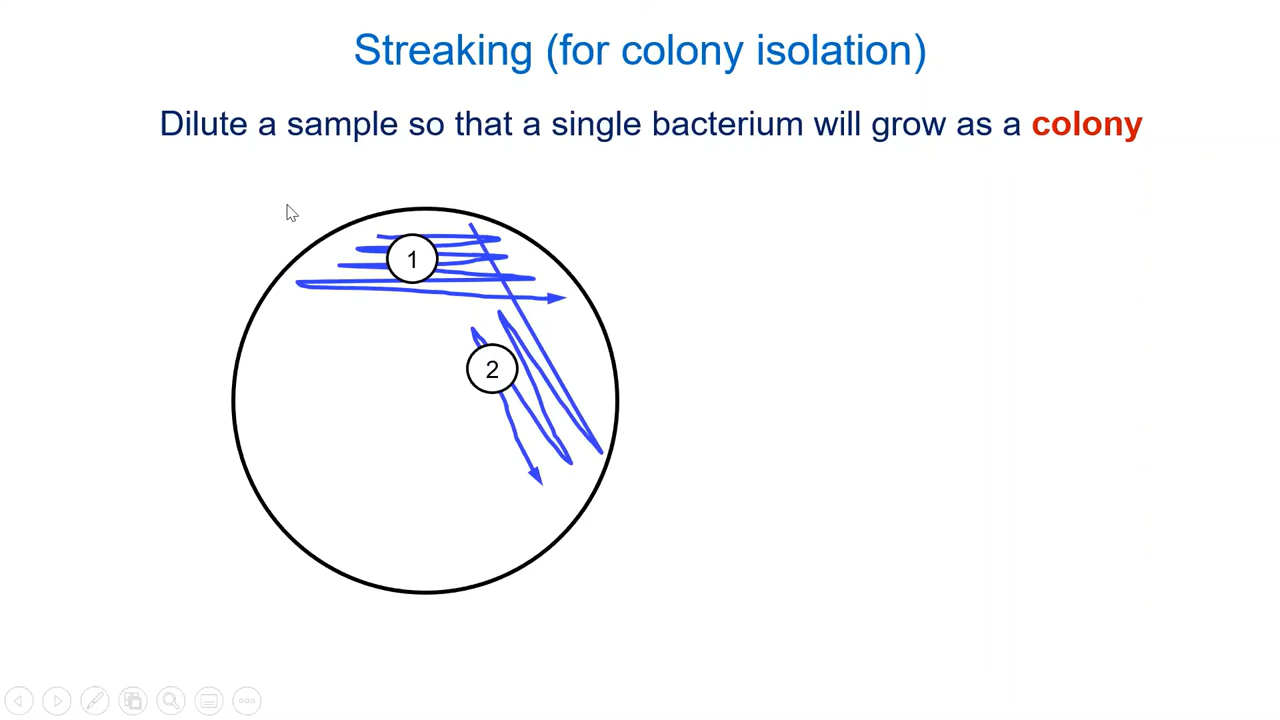 Streaking (for colony isolation)
Dilute a sample so that a single bacterium will grow as a colony
1
2